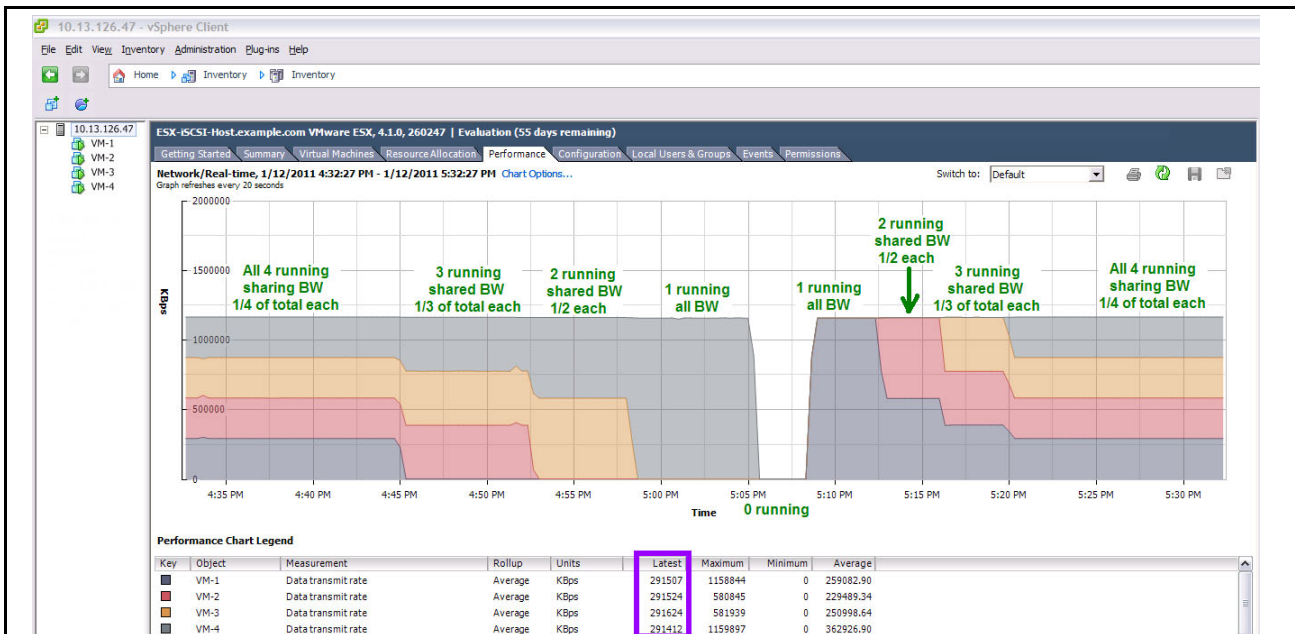 10.13.126.47 - vSphere Client
File Edit View Inventory Administration Plug-ins Help
Home Inventory Inventory
10.13.126.47
VM-1
VM-2
VM-3
VM-4
ESX-iSCSI-Host.example.com VMware ESX, 4.1.0, 260247 | Evaluation (55 days remaining)
Getting Started Summary Virtual Machines Resource Allocation Performance Configuration Local Users & Groups Events Permissions
Network/Real-time, 1/12/2011 4:32:27 PM - 1/12/2011 5:32:27 PM Chart Options...
Graph refreshes every 20 seconds
Switch to: Default
2000000
1500000
1000000
500000
0
KBps
All 4 running
sharing BW
1/4 of total each
3 running
shared BW
1/3 of total each
2 running
shared BW
1/2 each
1 running
all BW
1 running
all BW
2 running
shared BW
1/2 each
3 running
shared BW
1/3 of total each
All 4 running
sharing BW
1/4 of total each
4:35 PM 4:40 PM 4:45 PM 4:50 PM 4:55 PM 5:00 PM 5:05 PM 5:10 PM 5:15 PM 5:20 PM 5:25 PM 5:30 PM
Time
0 running
Performance Chart Legend
Key Object Measurement Rollup Units Latest Maximum Minimum Average
VM-1 Data transmit rate Average KBps 291507 1158844 0 259082.90
VM-2 Data transmit rate Average KBps 291524 580845 0 229489.34
VM-3 Data transmit rate Average KBps 291624 581939 0 250998.64
VM-4 Data transmit rate Average KBps 291412 1159897 0 362926.90